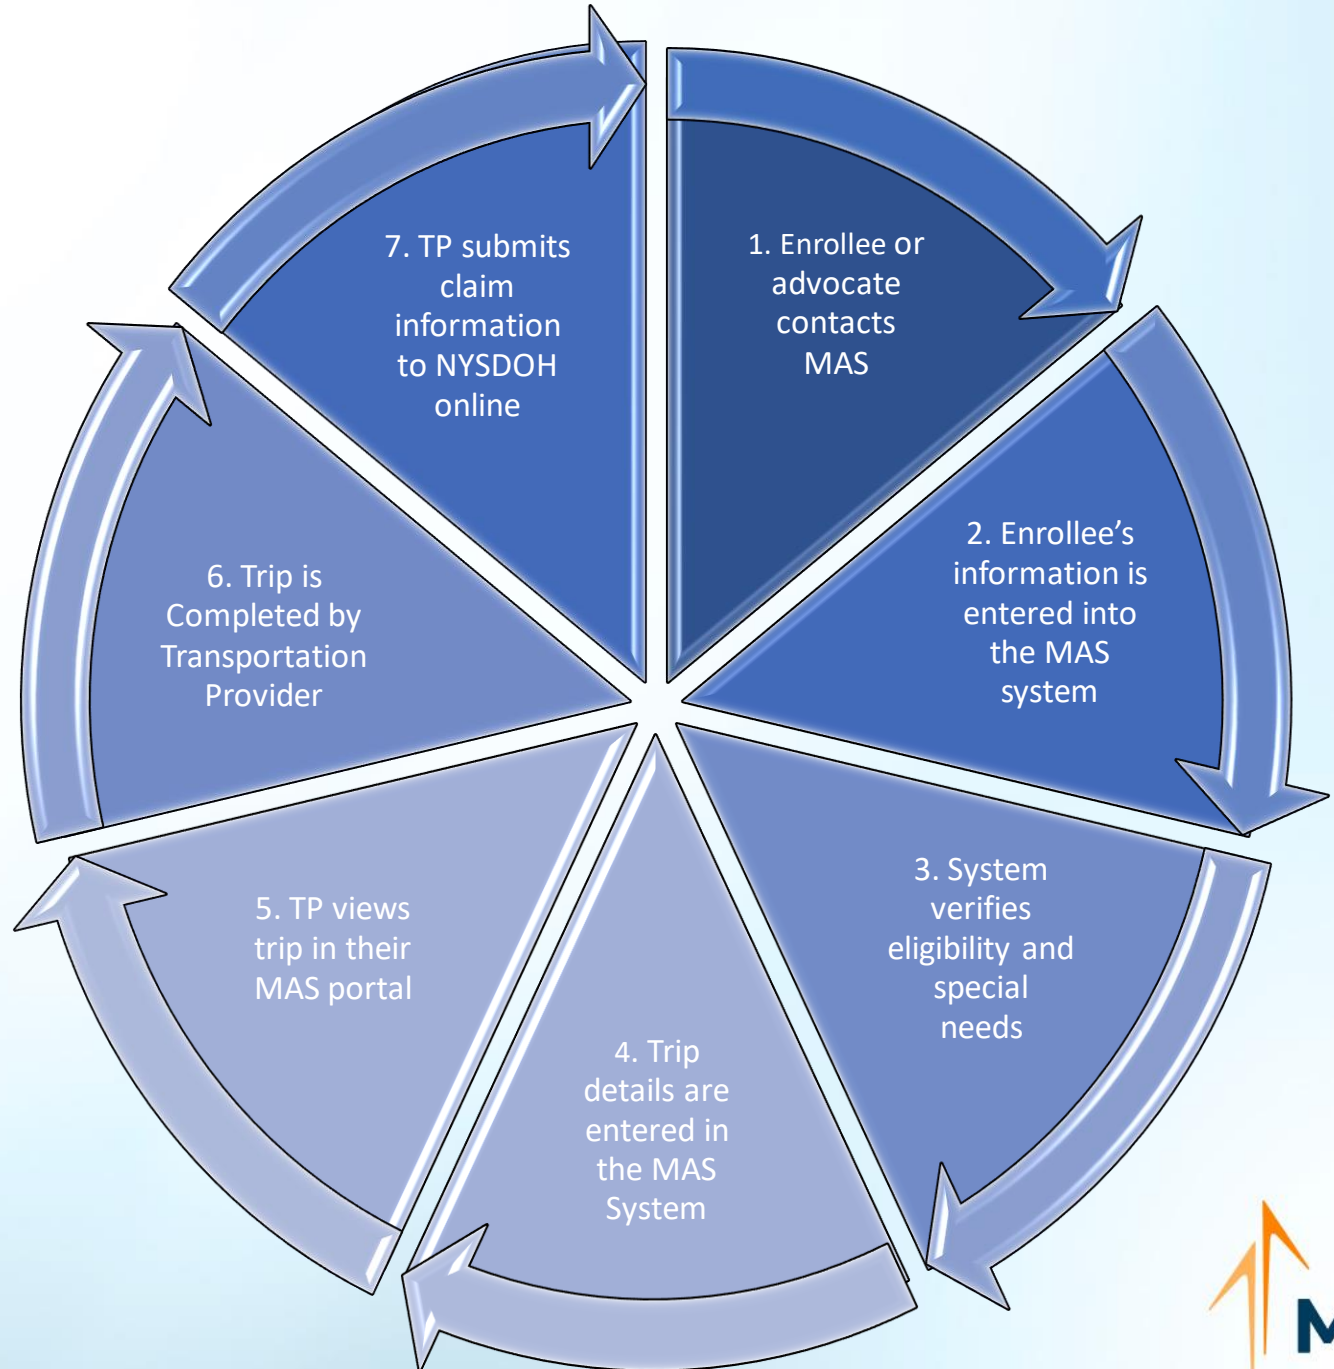 1. Enrollee or
advocate
contacts
MAS
2. Enrollee’s
information is
entered into
the MAS
system
3. System
verifies
eligibility and
special
needs
4. Trip
details are
entered in
the MAS
System
5. TP views
trip in their
MAS portal
6. Trip is
Completed by
Transportation
Provider
7. TP submits
claim
information
to NYSDOH
online
M